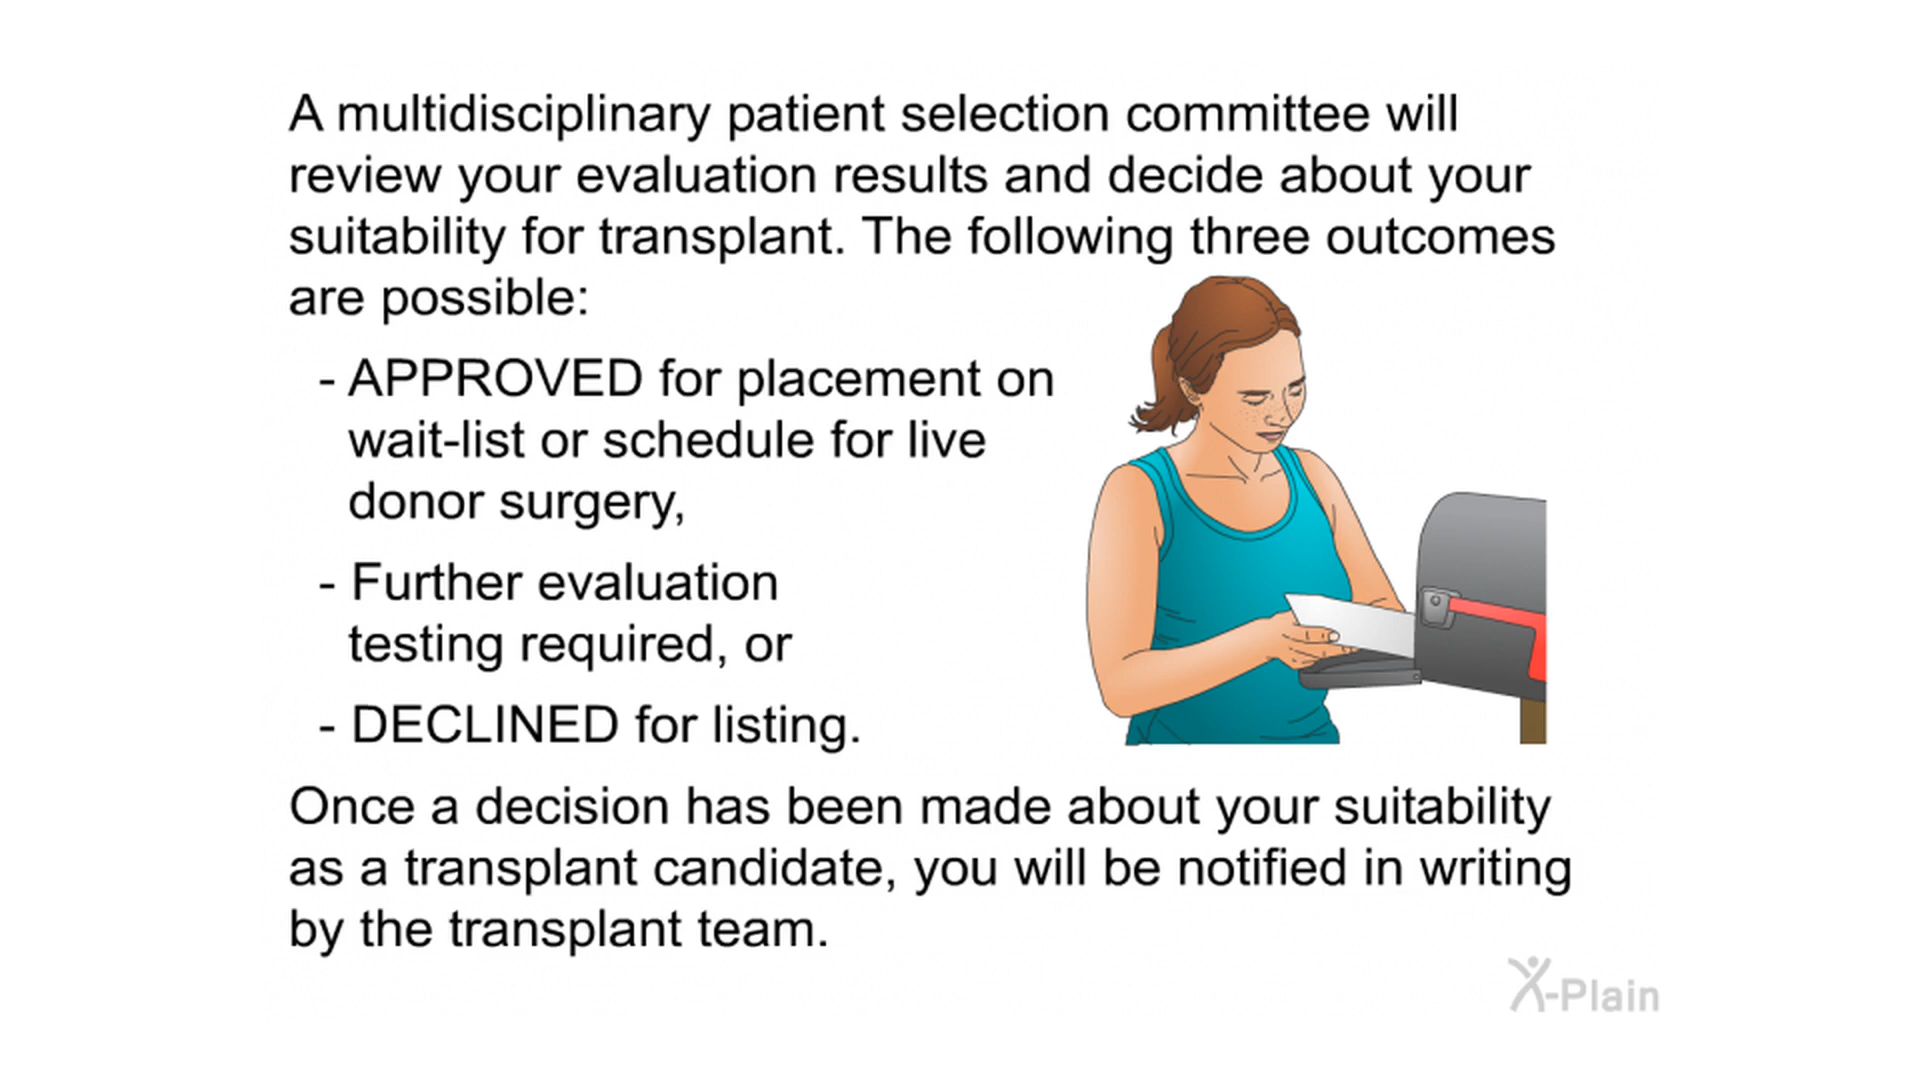 A multidisciplinary patient selection committee will
review your evaluation results and decide about your
suitability for transplant. The following three outcomes
are possible:
- APPROVED for placement on
wait-list or schedule for live
donor surgery,
- Further evaluation
testing required, or
- DECLINED for listing.
Once a decision has been made about your suitability
as a transplant candidate, you will be notified in writing
by the transplant team.
X-Plain